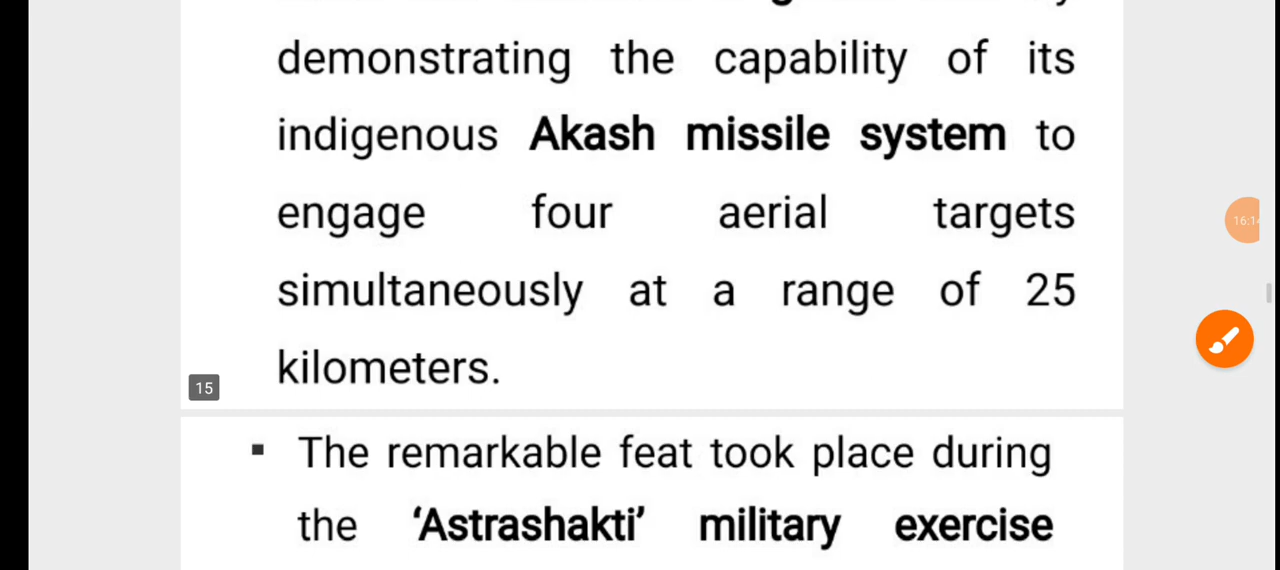 demonstrating the capability of its
indigenous Akash missile system to
engage four aerial targets
simultaneously at a range of 25
kilometers.
15
▪ The remarkable feat took place during
the ‘Astrashakti’ military exercise